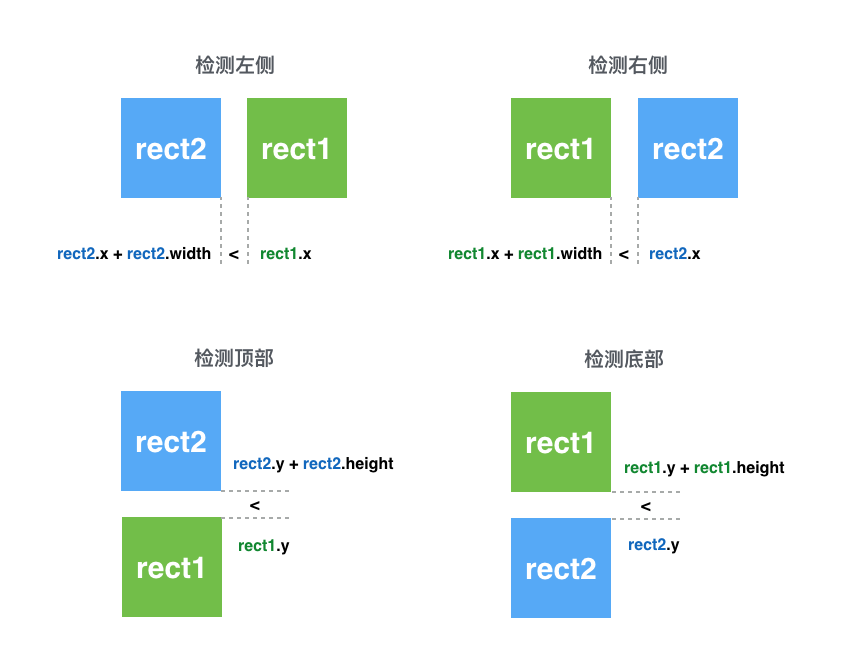 检测左侧
检测右侧
rect2
rect1
rect1
rect2
rect2.x + rect2.width < rect1.x
rect1.x + rect1.width < rect2.x
检测顶部
检测底部
rect2
rect1
rect2.y + rect2.height
rect1.y + rect1.height
<
<
rect1.y
rect2.y
rect1
rect2